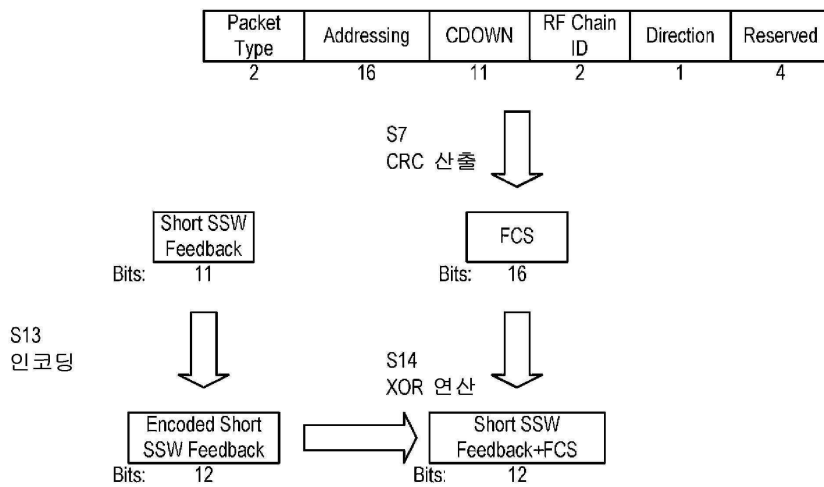 Packet Type Addressing CDOWN RF Chain ID Direction Reserved
2 16 11 2 1 4
S7
CRC 산출
Short SSW
Feedback
Bits: 11
FCS
Bits: 16
S13
인코딩
S14
XOR 연산
Encoded Short
SSW Feedback
Bits: 12
Short SSW
Feedback+FCS
Bits: 12